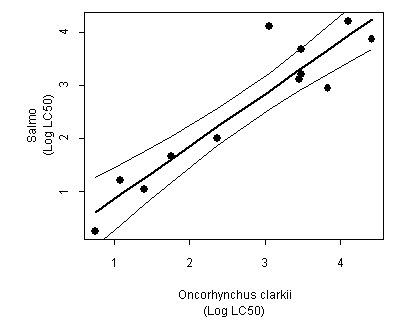 Salmo
(Log LC50)
4
3
2
1
1 2 3 4
Oncorhynchus clarkii
(Log LC50)